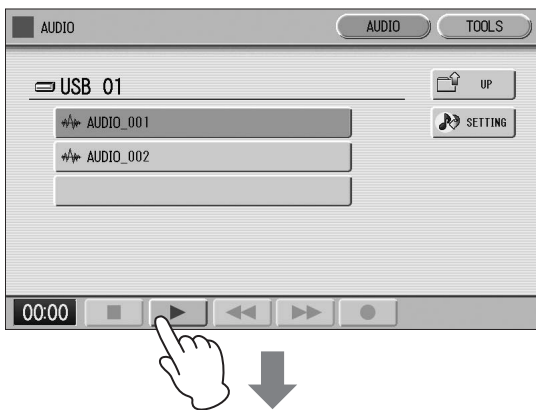 AUDIO
AUDIO
TOOLS
USB 01
UP
AUDIO_001
SETTING
AUDIO_002
00:00